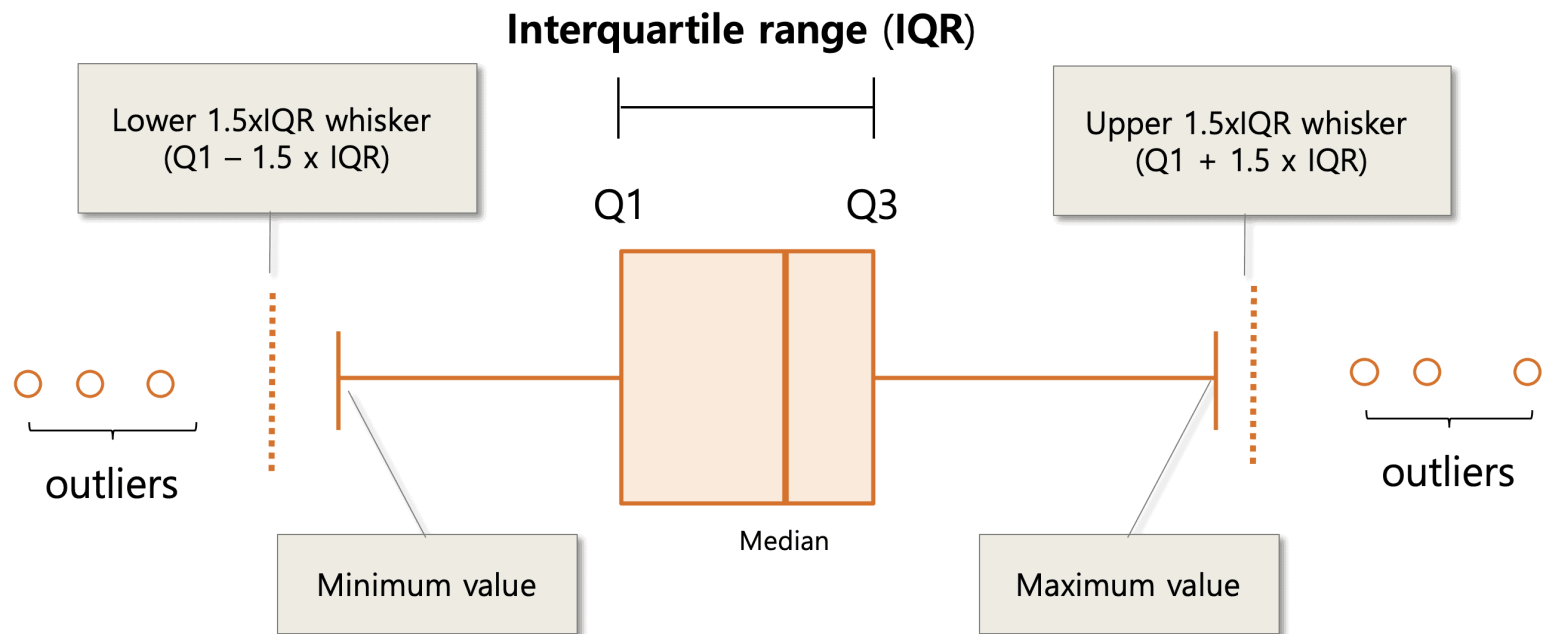 Interquartile range (IQR)
Lower 1.5xIQR whisker
(Q1 – 1.5 x IQR)
Upper 1.5xIQR whisker
(Q1 + 1.5 x IQR)
Q1
Q3
outliers
outliers
Median
Minimum value
Maximum value